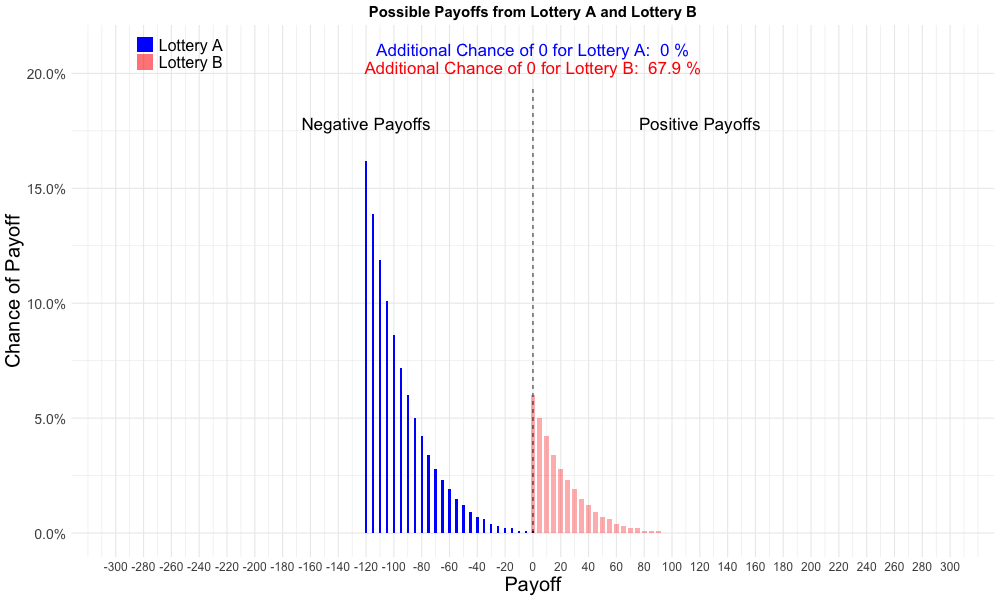 Possible Payoffs from Lottery A and Lottery B
Lottery A
Lottery B
Additional Chance of 0 for Lottery A:  0 %
Additional Chance of 0 for Lottery B:  67.9 %
Negative Payoffs
Positive Payoffs
Chance of Payoff
20.0%
15.0%
10.0%
5.0%
0.0%
-300 -280 -260 -240 -220 -200 -180 -160 -140 -120 -100 -80 -60 -40 -20 0 20 40 60 80 100 120 140 160 180 200 220 240 260 280 300
Payoff